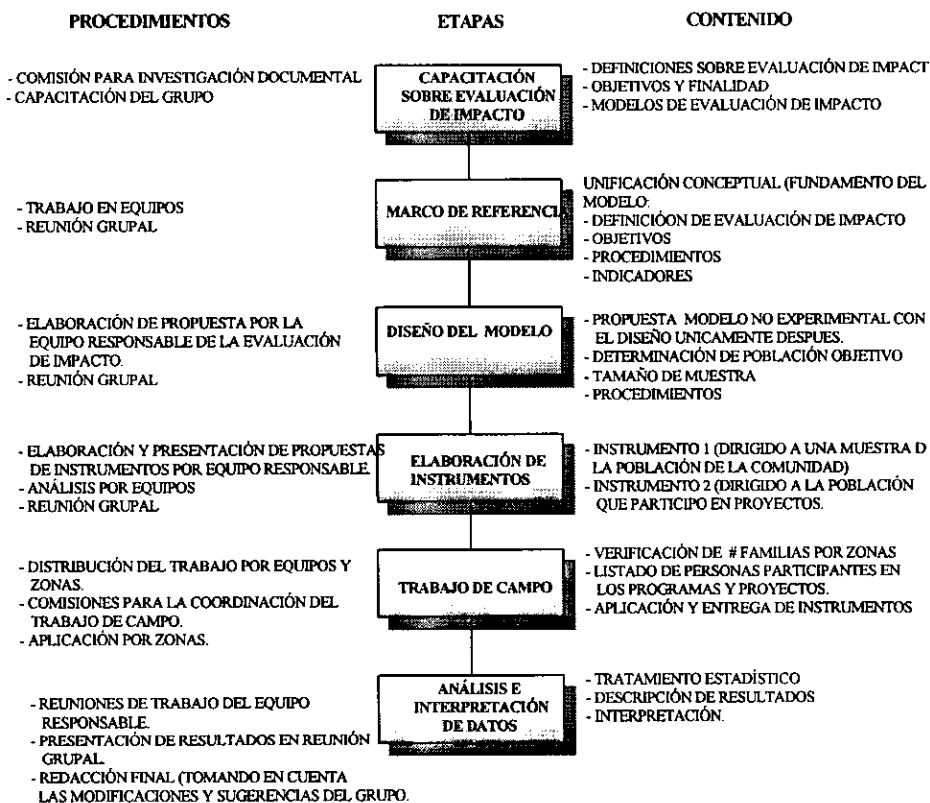 PROCEDIMIENTOS
ETAPAS
CONTENIDO
- COMISIÓN PARA INVESTIGACIÓN DOCUMENTAL
- CAPACITACIÓN DEL GRUPO
CAPACITACIÓN
SOBRE EVALUACIÓN
DE IMPACTO
- DEFINICIONES SOBRE EVALUACIÓN DE IMPACT
- OBJETIVOS Y FINALIDAD
- MODELOS DE EVALUACIÓN DE IMPACTO
- TRABAJO EN EQUIPOS
- REUNIÓN GRUPAL
MARCO DE REFERENCIA
UNIFICACIÓN CONCEPTUAL (FUNDAMENTO DEL
MODELO:
- DEFINICIÓON DE EVALUACIÓN DE IMPACTO
- OBJETIVOS
- PROCEDIMIENTOS
- INDICADORES
- ELABORACIÓN DE PROPUESTA POR LA
EQUIPO RESPONSABLE DE LA EVALUACIÓN
DE IMPACTO.
- REUNIÓN GRUPAL
DISEÑO DEL MODELO
- PROPUESTA MODELO NO EXPERIMENTAL CON
EL DISEÑO UNICAMENTE DESPUES.
- DETERMINACIÓN DE POBLACIÓN OBJETIVO
- TAMAÑO DE MUESTRA
- PROCEDIMIENTOS
- ELABORACIÓN Y PRESENTACIÓN DE PROPUESTAS
DE INSTRUMENTOS POR EQUIPO RESPONSABLE.
- ANÁLISIS POR EQUIPOS
- REUNIÓN GRUPAL
ELABORACIÓN DE
INSTRUMENTOS
- INSTRUMENTO 1 (DIRIGIDO A UNA MUESTRA D
LA POBLACIÓN DE LA COMUNIDAD)
- INSTRUMENTO 2 (DIRIGIDO A LA POBLACIÓN
QUE PARTICIPO EN PROYECTOS.
- DISTRIBUCIÓN DEL TRABAJO POR EQUIPOS Y
ZONAS.
- COMISIONES PARA LA COORDINACIÓN DEL
TRABAJO DE CAMPO.
- APLICACIÓN POR ZONAS.
TRABAJO DE CAMPO
- VERIFICACIÓN DE # FAMILIAS POR ZONAS
- LISTADO DE PERSONAS PARTICIPANTES EN
LOS PROGRAMAS Y PROYECTOS.
- APLICACIÓN Y ENTREGA DE INSTRUMENTOS
- REUNIONES DE TRABAJO DEL EQUIPO
RESPONSABLE.
- PRESENTACIÓN DE RESULTADOS EN REUNIÓN
GRUPAL.
- REDACCIÓN FINAL (TOMANDO EN CUENTA
LAS MODIFICACIONES Y SUGERENCIAS DEL GRUPO.
ANÁLISIS E
INTERPRETACIÓN
DE DATOS
- TRATAMIENTO ESTADÍSTICO
- DESCRIPCIÓN DE RESULTADOS
- INTERPRETACIÓN.